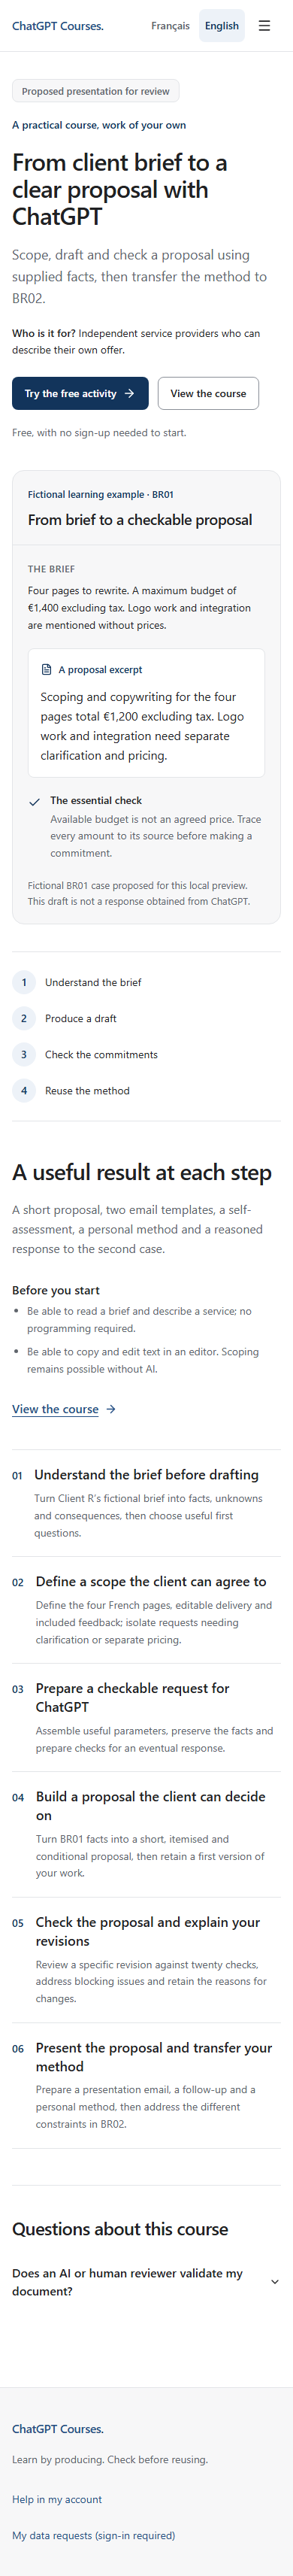 ChatGPT Courses.
Français
English
Proposed presentation for review
A practical course, work of your own
From client brief to a
clear proposal with
ChatGPT
Scope, draft and check a proposal using
supplied facts, then transfer the method to
BR02.
Who is it for? Independent service providers who can
describe their own offer.
Try the free activity
View the course
Free, with no sign-up needed to start.
Fictional learning example · BR01
From brief to a checkable proposal
THE BRIEF
Four pages to rewrite. A maximum budget of
€1,400 excluding tax. Logo work and integration
are mentioned without prices.
A proposal excerpt
Scoping and copywriting for the four
pages total €1,200 excluding tax. Logo
work and integration need separate
clarification and pricing.
The essential check
Available budget is not an agreed price. Trace
every amount to its source before making a
commitment.
Fictional BR01 case proposed for this local preview.
This draft is not a response obtained from ChatGPT.
1 Understand the brief
2 Produce a draft
3 Check the commitments
4 Reuse the method
A useful result at each step
A short proposal, two email templates, a self-
assessment, a personal method and a reasoned
response to the second case.
Before you start
• Be able to read a brief and describe a service; no
programming required.
• Be able to copy and edit text in an editor. Scoping
remains possible without AI.
View the course
01 Understand the brief before drafting
Turn Client R's fictional brief into facts, unknowns
and consequences, then choose useful first
questions.
02 Define a scope the client can agree to
Define the four French pages, editable delivery and
included feedback; isolate requests needing
clarification or separate pricing.
03 Prepare a checkable request for
ChatGPT
Assemble useful parameters, preserve the facts and
prepare checks for an eventual response.
04 Build a proposal the client can decide
on
Turn BR01 facts into a short, itemised and
conditional proposal, then retain a first version of
your work.
05 Check the proposal and explain your
revisions
Review a specific revision against twenty checks,
address blocking issues and retain the reasons for
changes.
06 Present the proposal and transfer your
method
Prepare a presentation email, a follow-up and a
personal method, then address the different
constraints in BR02.
Questions about this course
Does an AI or human reviewer validate my
document?
ChatGPT Courses.
Learn by producing. Check before reusing.
Help in my account
My data requests (sign-in required)